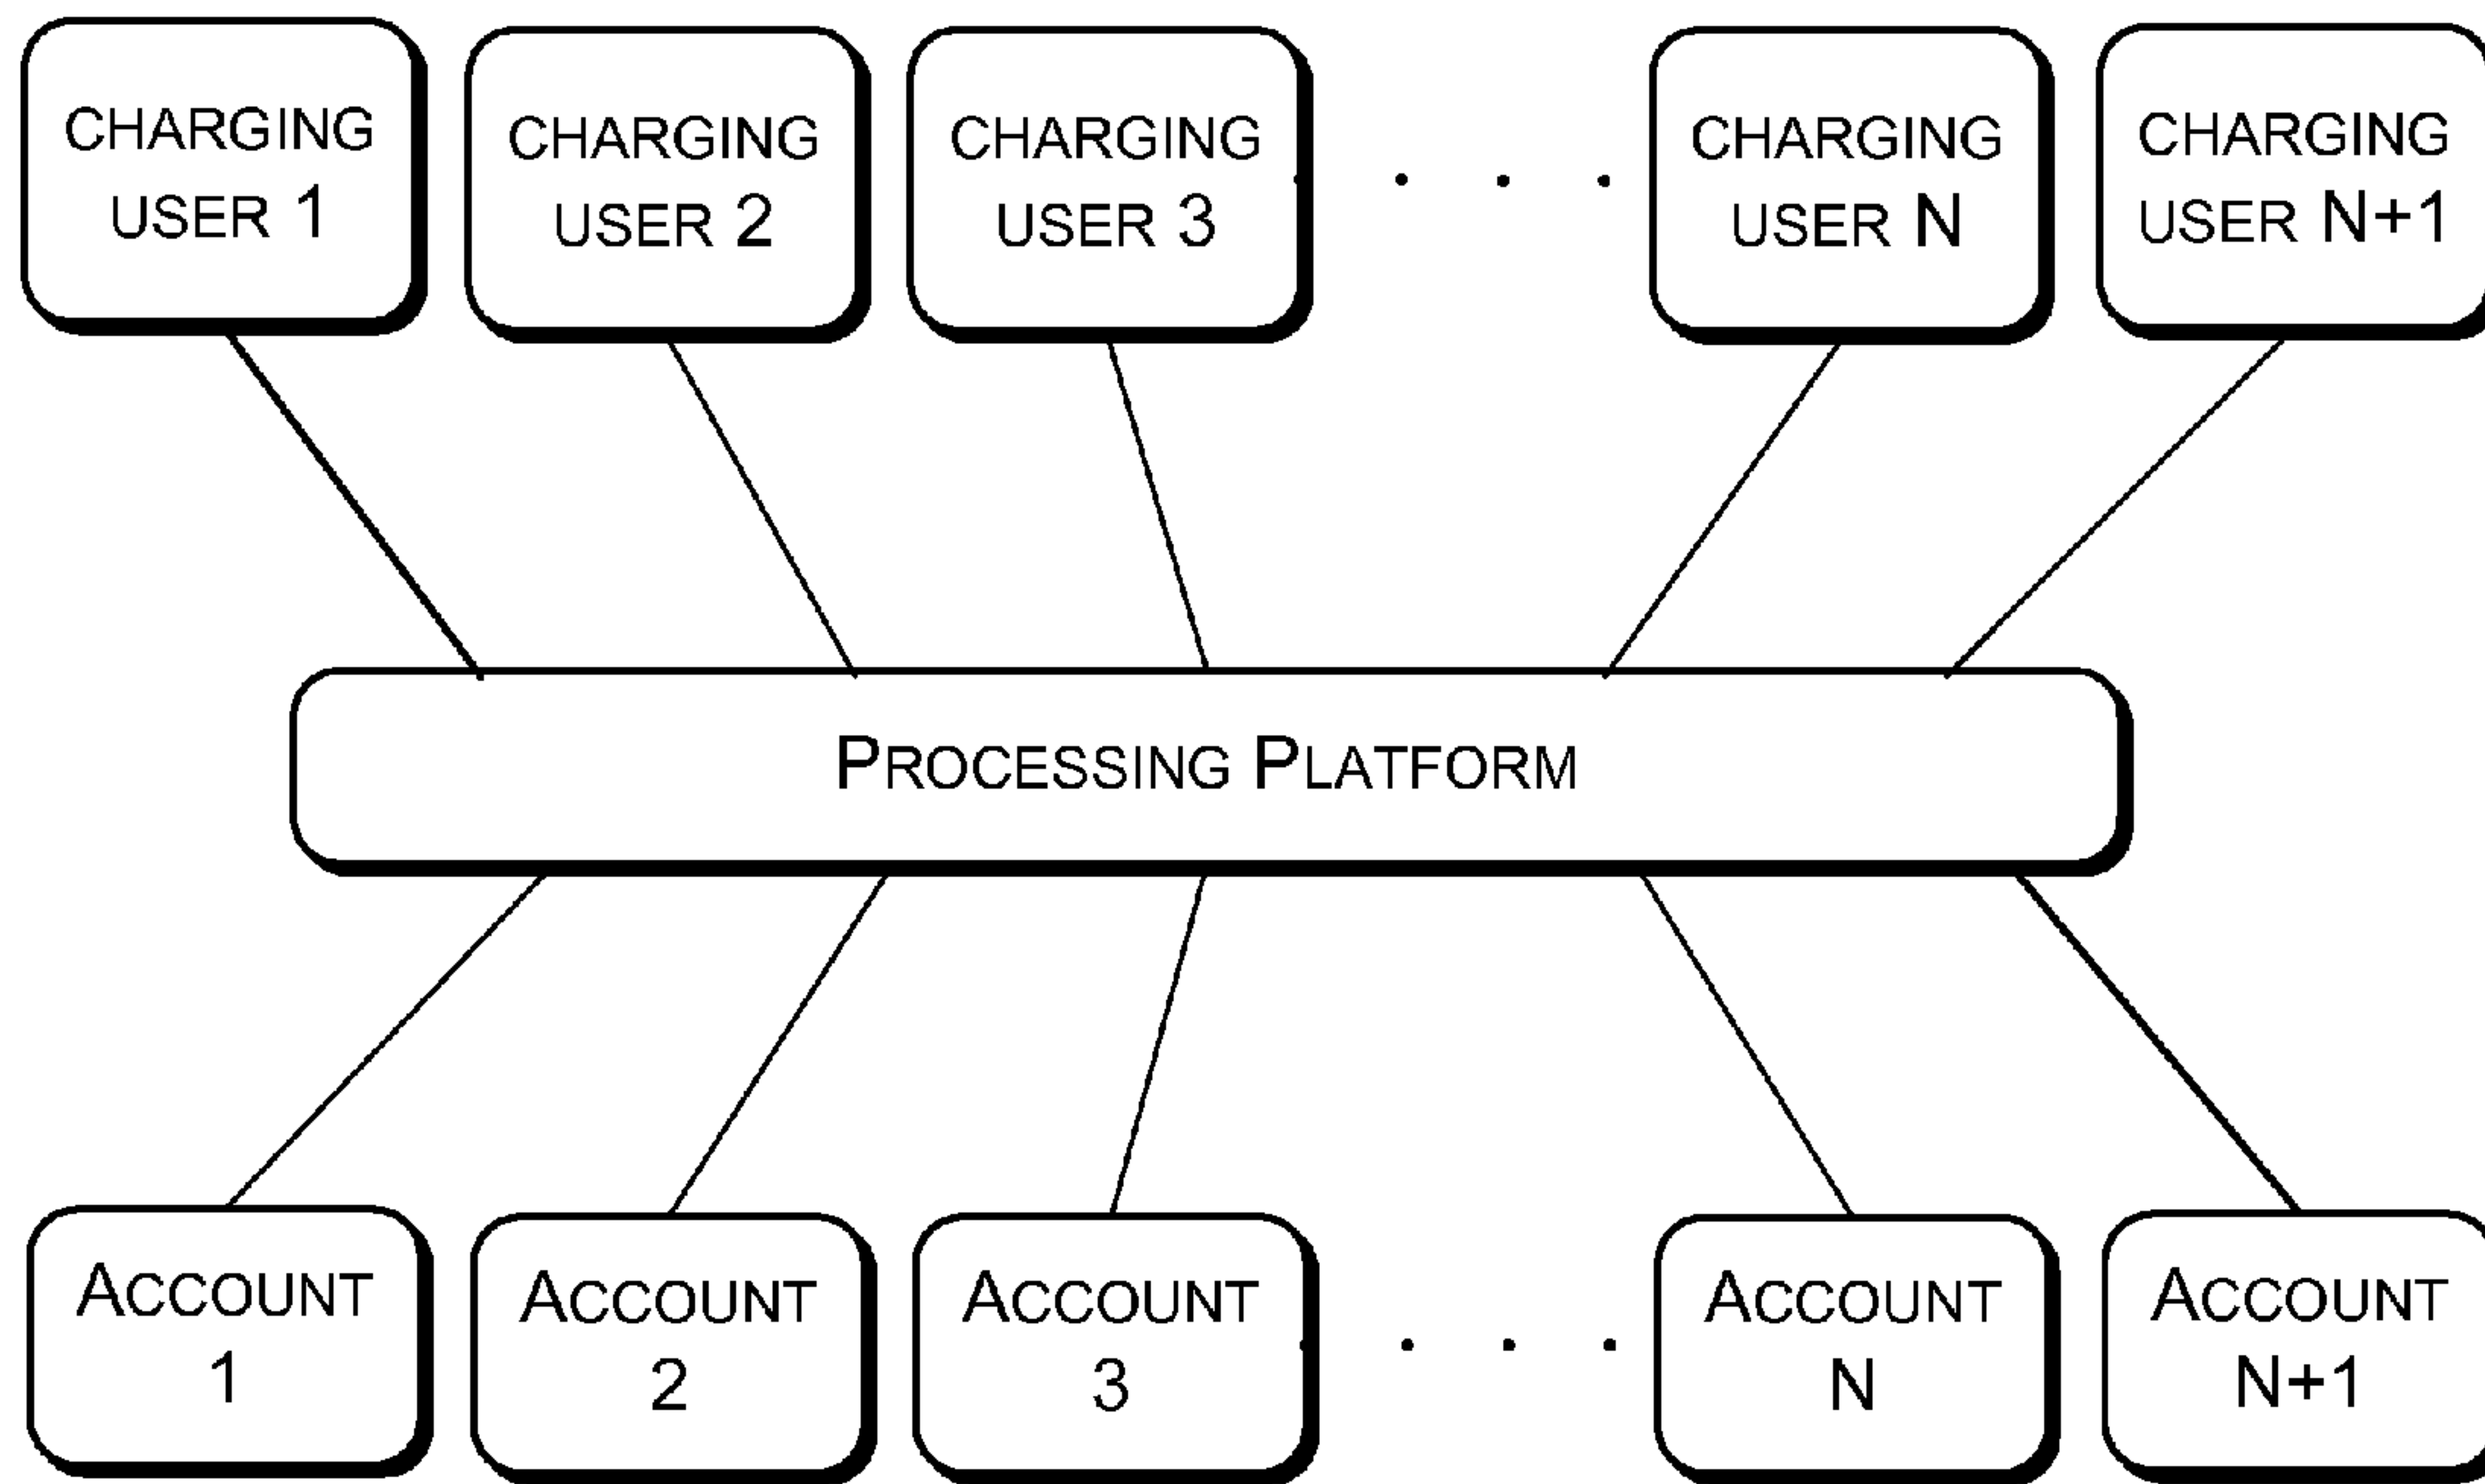 CHARGING
USER 1
CHARGING
USER 2
CHARGING
USER 3
. . . .
CHARGING
USER N
CHARGING
USER N+1
PROCESSING PLATFORM
ACCOUNT
1
ACCOUNT
2
ACCOUNT
3
. . . .
ACCOUNT
N
ACCOUNT
N+1